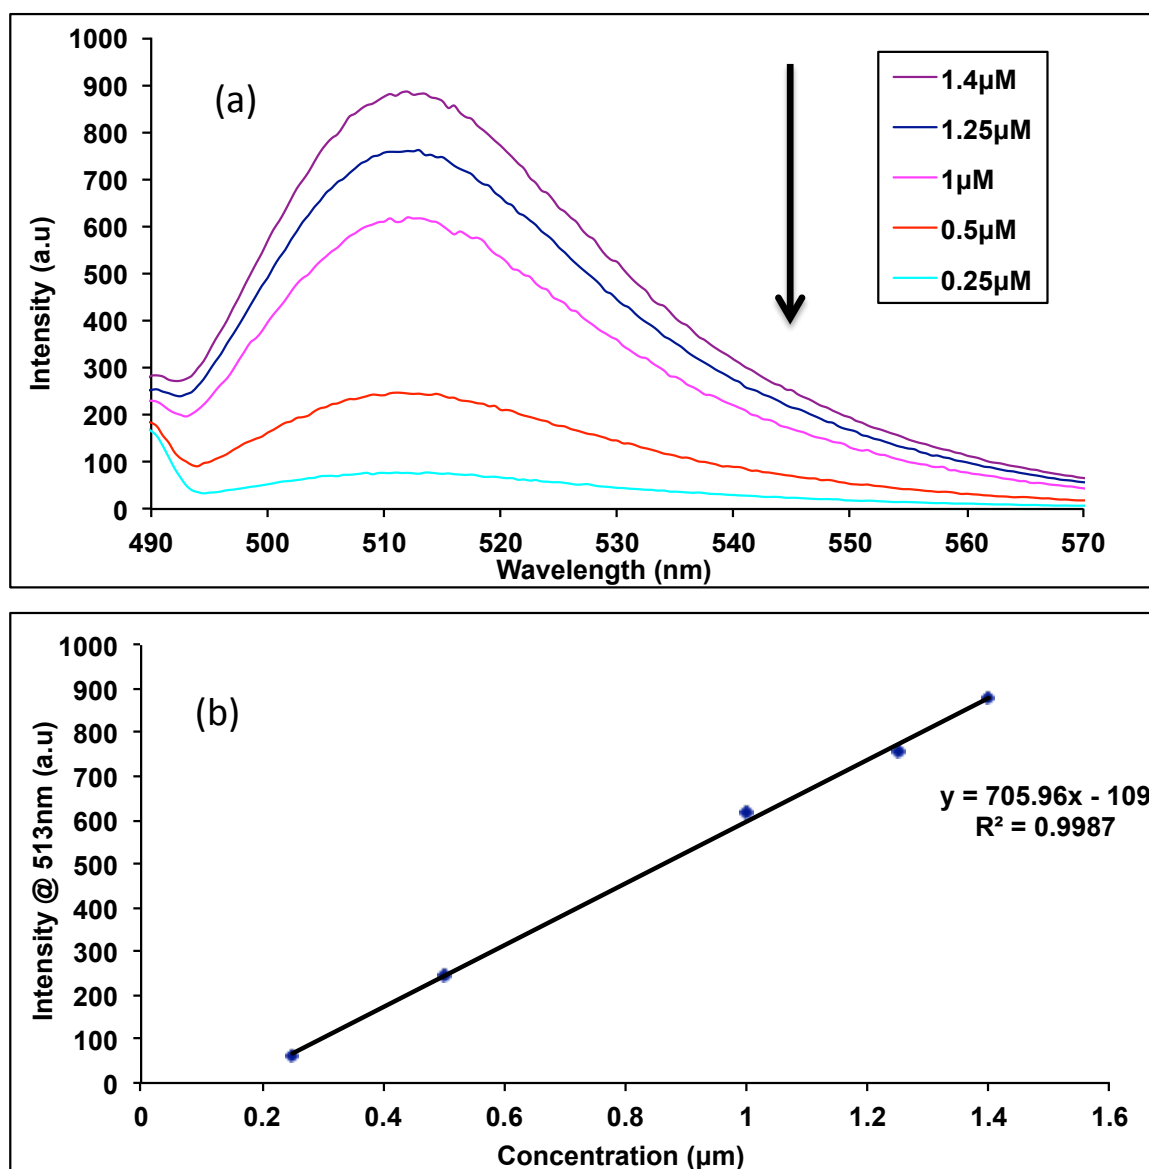 1000
900
800
700
600
500
400
300
200
100
0
Intensity (a.u)
(a)
1.4µM
1.25µM
1µM
0.5µM
0.25µM
490 500 510 520 530 540 550 560 570
Wavelength (nm)
1000
900
800
700
600
500
400
300
200
100
0
Intensity @ 513nm (a.u)
(b)
y = 705.96x - 109
R² = 0.9987
0 0.2 0.4 0.6 0.8 1 1.2 1.4 1.6
Concentration (µm)